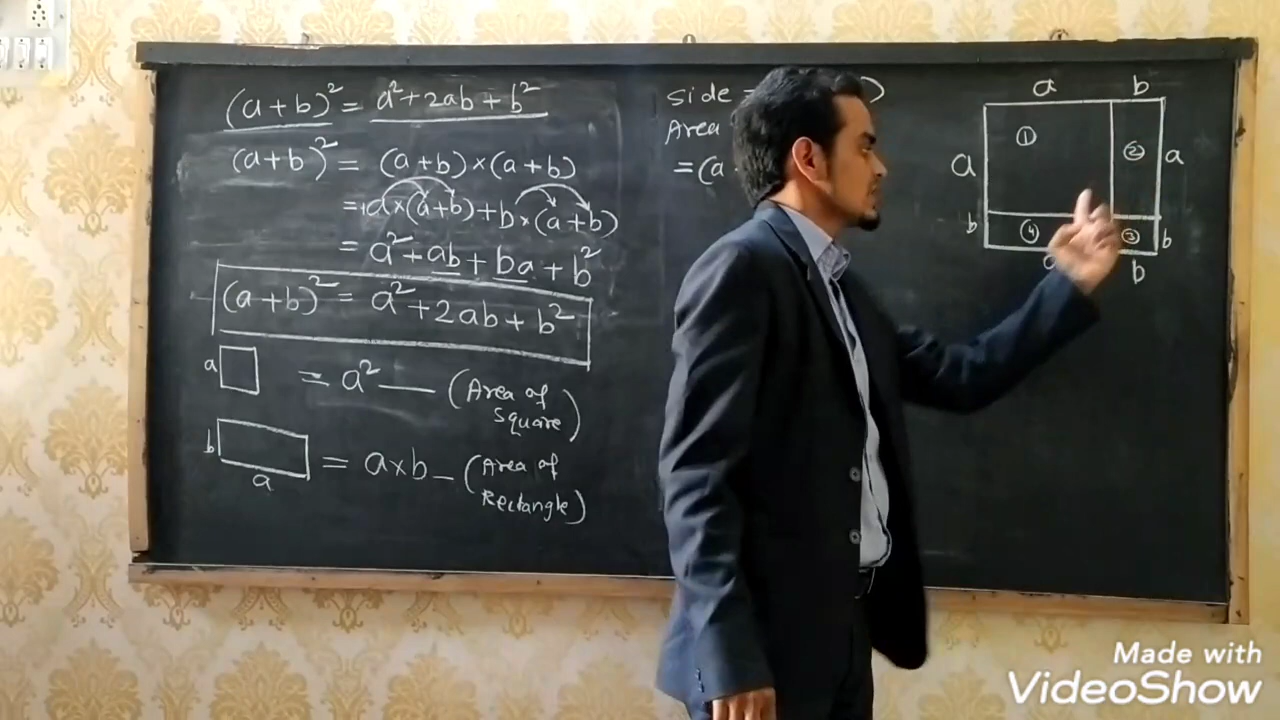 (a+b)² = a²+2ab+b²
(a+b)² = (a+b)×(a+b)
= a×(a+b)+b×(a+b)
= a²+ab+ba+b²
(a+b)² = a²+2ab+b²
a = a² — (Area of
Square)
b = a×b – (Area of
a Rectangle)
side = )
Area
=(a
a b
① ②
a a
b ④ ③ b
b
Made with
VideoShow